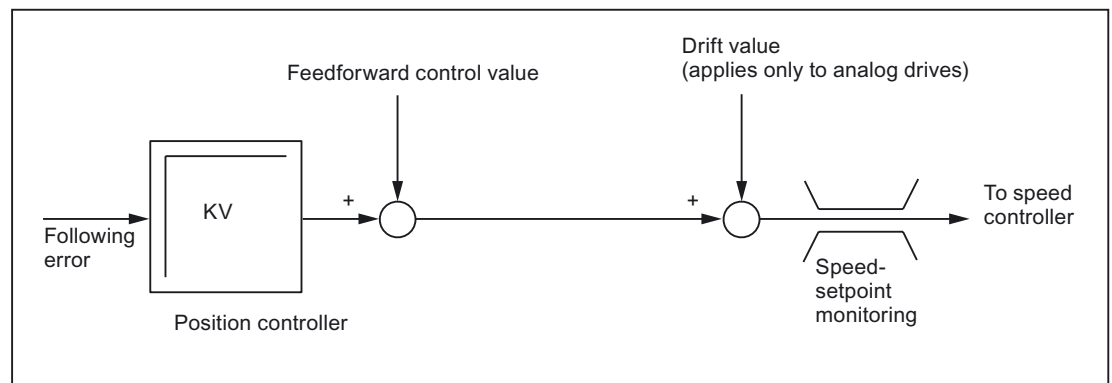 Drift value
(applies only to analog drives)
Feedforward control value
+
+
KV
To speed
controller
Following
error
Speed-
setpoint
monitoring
Position controller